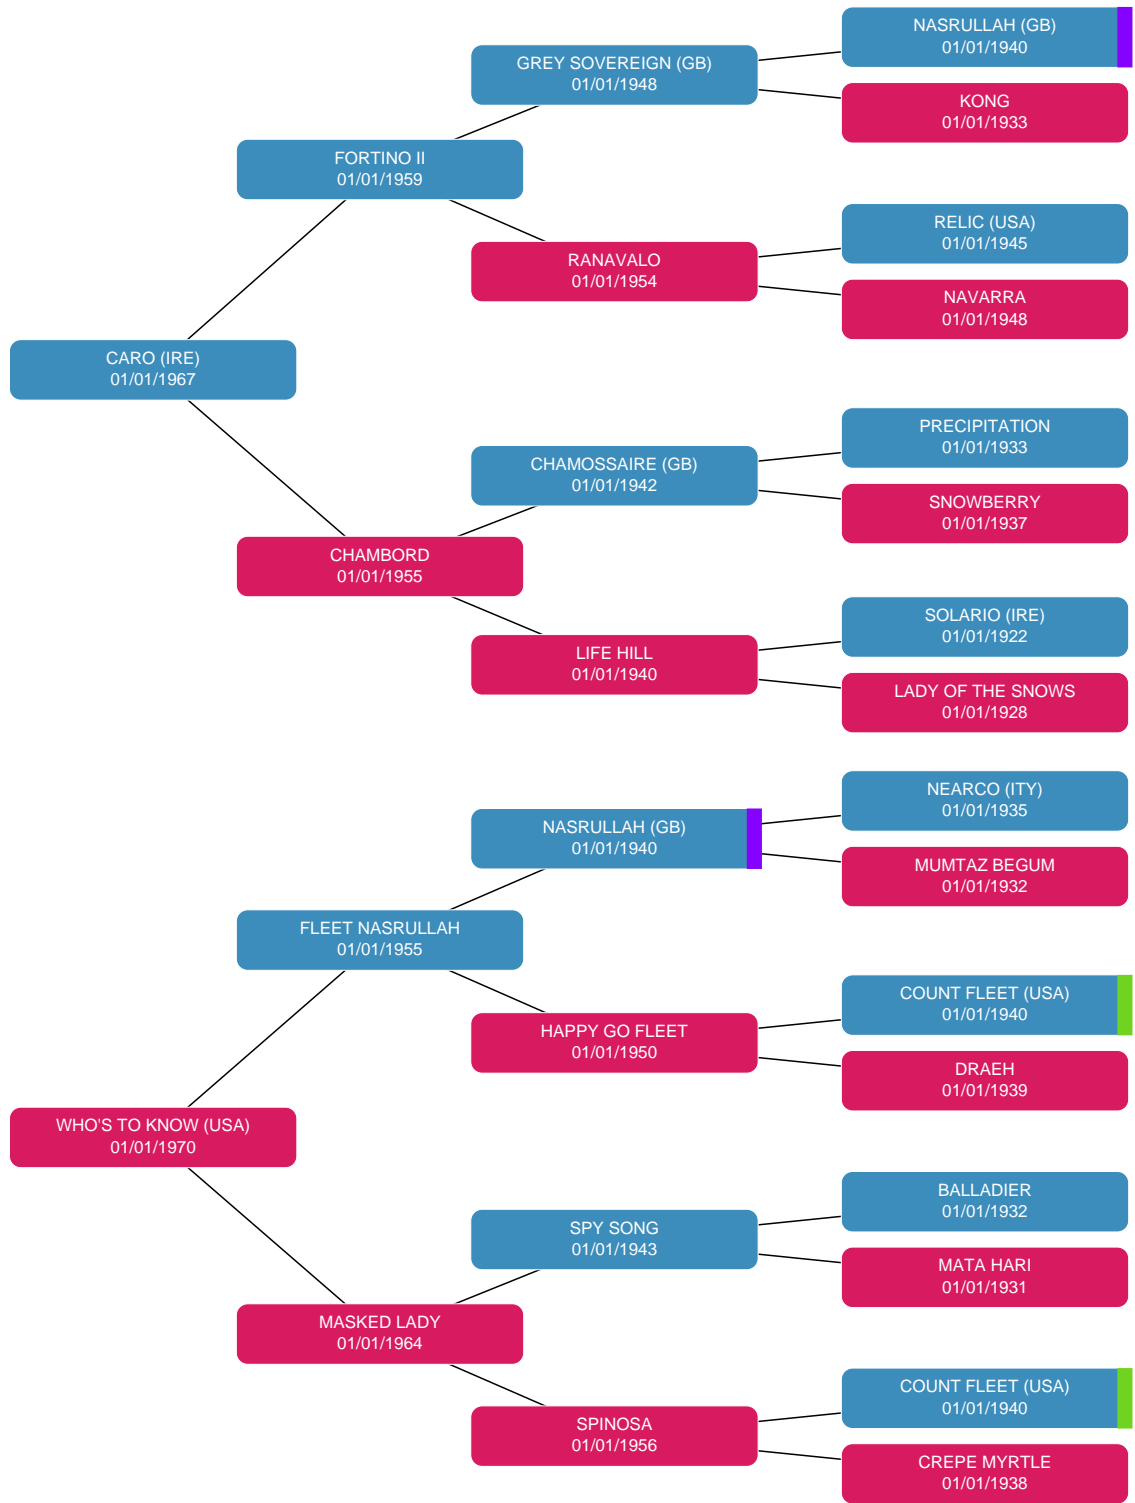 NASRULLAH (GB)
01/01/1940
GREY SOVEREIGN (GB)
01/01/1948
KONG
01/01/1933
FORTINO II
01/01/1959
RELIC (USA)
01/01/1945
RANAVALO
01/01/1954
NAVARRA
01/01/1948
CARO (IRE)
01/01/1967
PRECIPITATION
01/01/1933
CHAMOSSAIRE (GB)
01/01/1942
SNOWBERRY
01/01/1937
CHAMBORD
01/01/1955
SOLARIO (IRE)
01/01/1922
LIFE HILL
01/01/1940
LADY OF THE SNOWS
01/01/1928
NEARCO (ITY)
01/01/1935
NASRULLAH (GB)
01/01/1940
MUMTAZ BEGUM
01/01/1932
FLEET NASRULLAH
01/01/1955
COUNT FLEET (USA)
01/01/1940
HAPPY GO FLEET
01/01/1950
DRAEH
01/01/1939
WHO'S TO KNOW (USA)
01/01/1970
BALLADIER
01/01/1932
SPY SONG
01/01/1943
MATA HARI
01/01/1931
MASKED LADY
01/01/1964
COUNT FLEET (USA)
01/01/1940
SPINOSA
01/01/1956
CREPE MYRTLE
01/01/1938